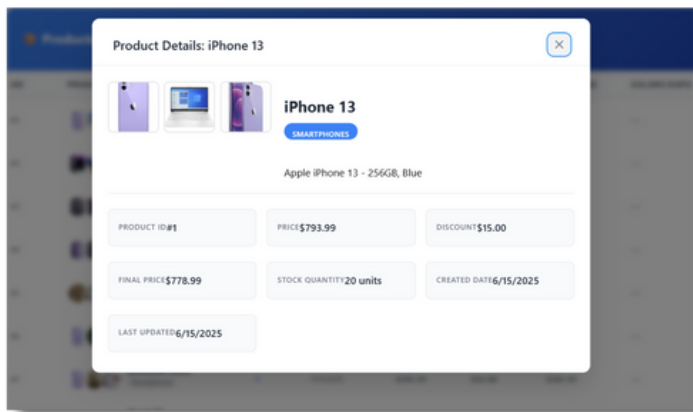 Product Details: iPhone 13
iPhone 13
SMARTPHONES
Apple iPhone 13 - 256GB, Blue
PRODUCT ID#1
PRICE$793.99
DISCOUNT$15.00
FINAL PRICE$778.99
STOCK QUANTITY20 units
CREATED DATE6/15/2025
LAST UPDATED6/15/2025